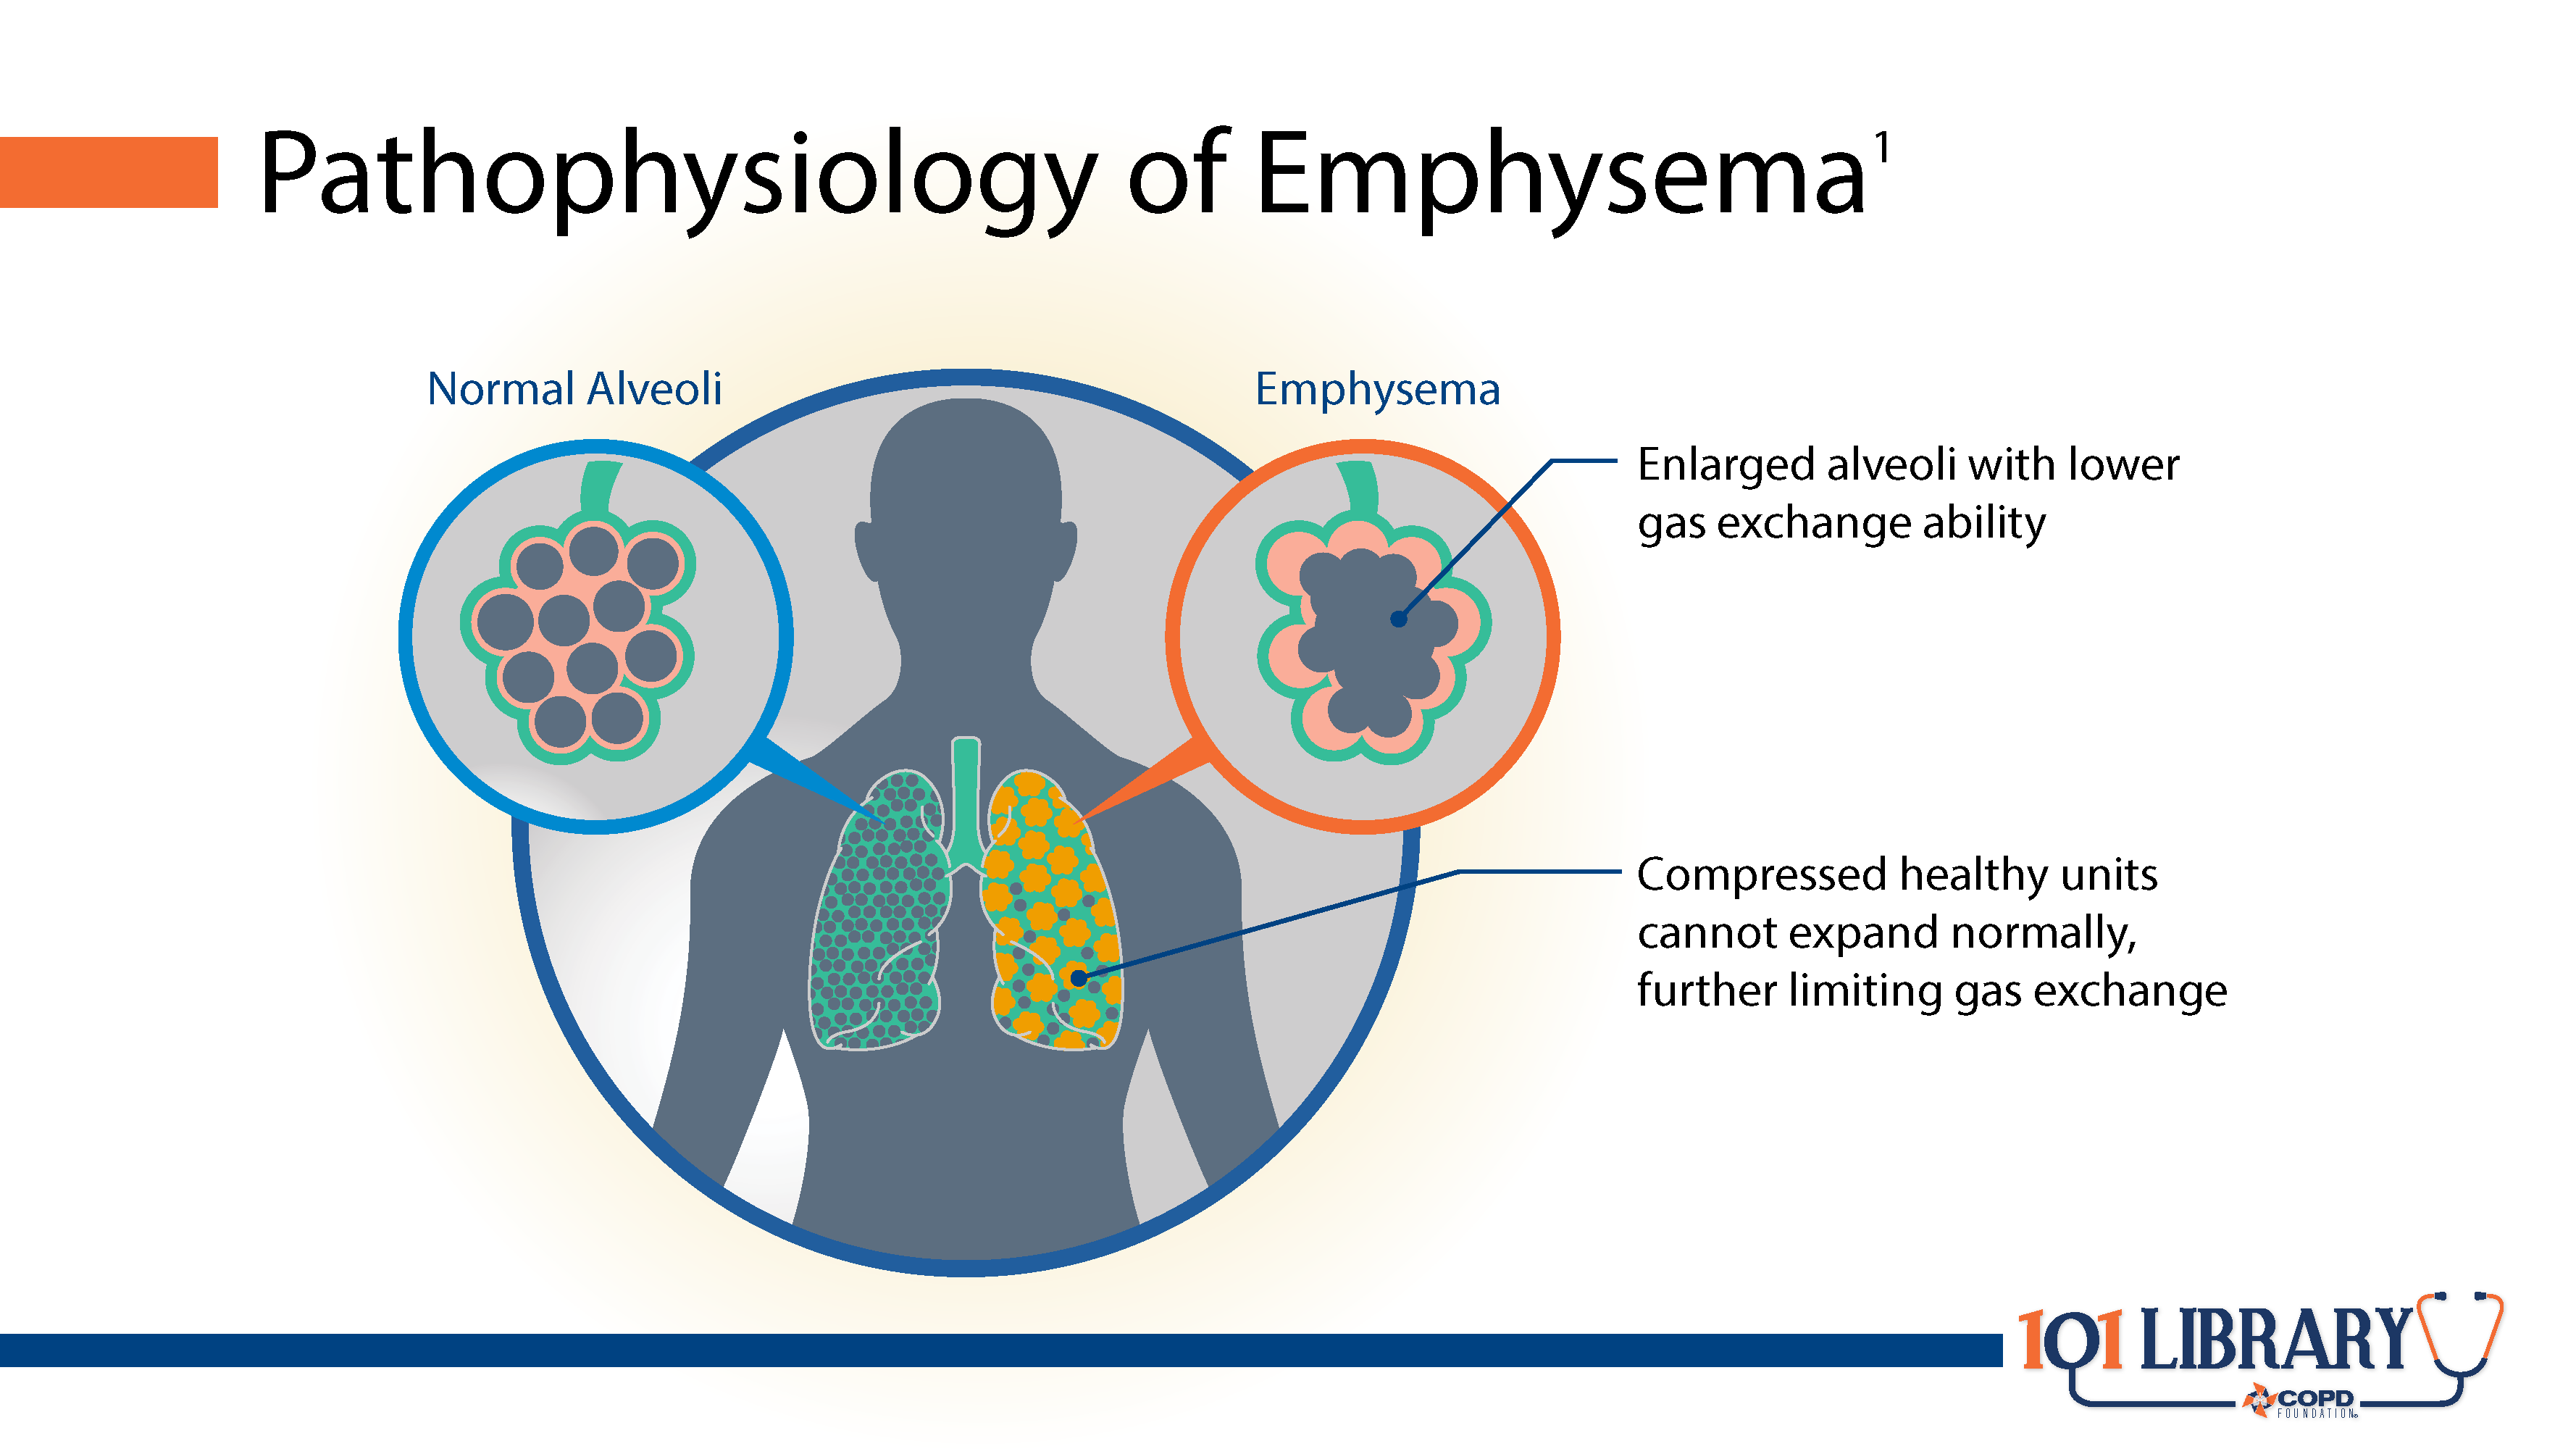 Pathophysiology of Emphysema¹
Normal Alveoli
Emphysema
Enlarged alveoli with lower
gas exchange ability
Compressed healthy units
cannot expand normally,
further limiting gas exchange
101 LIBRARY
COPD
FOUNDATION®